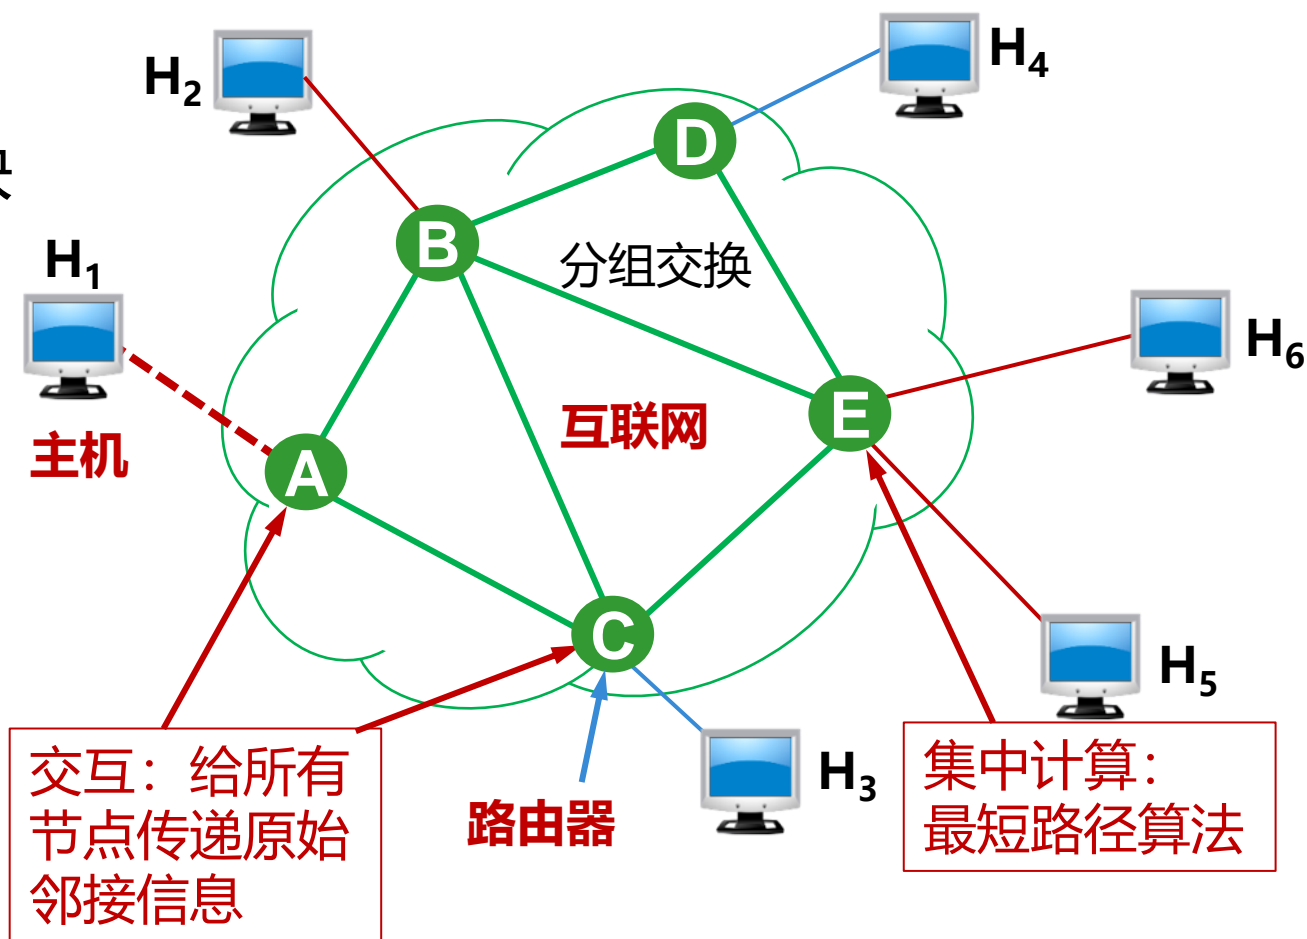 H₂
H₄
D
B
分组交换
H₁
H₆
互联网
E
主机
A
C
H₅
交互：给所有
节点传递原始
邻接信息
路由器
H₃
集中计算：
最短路径算法